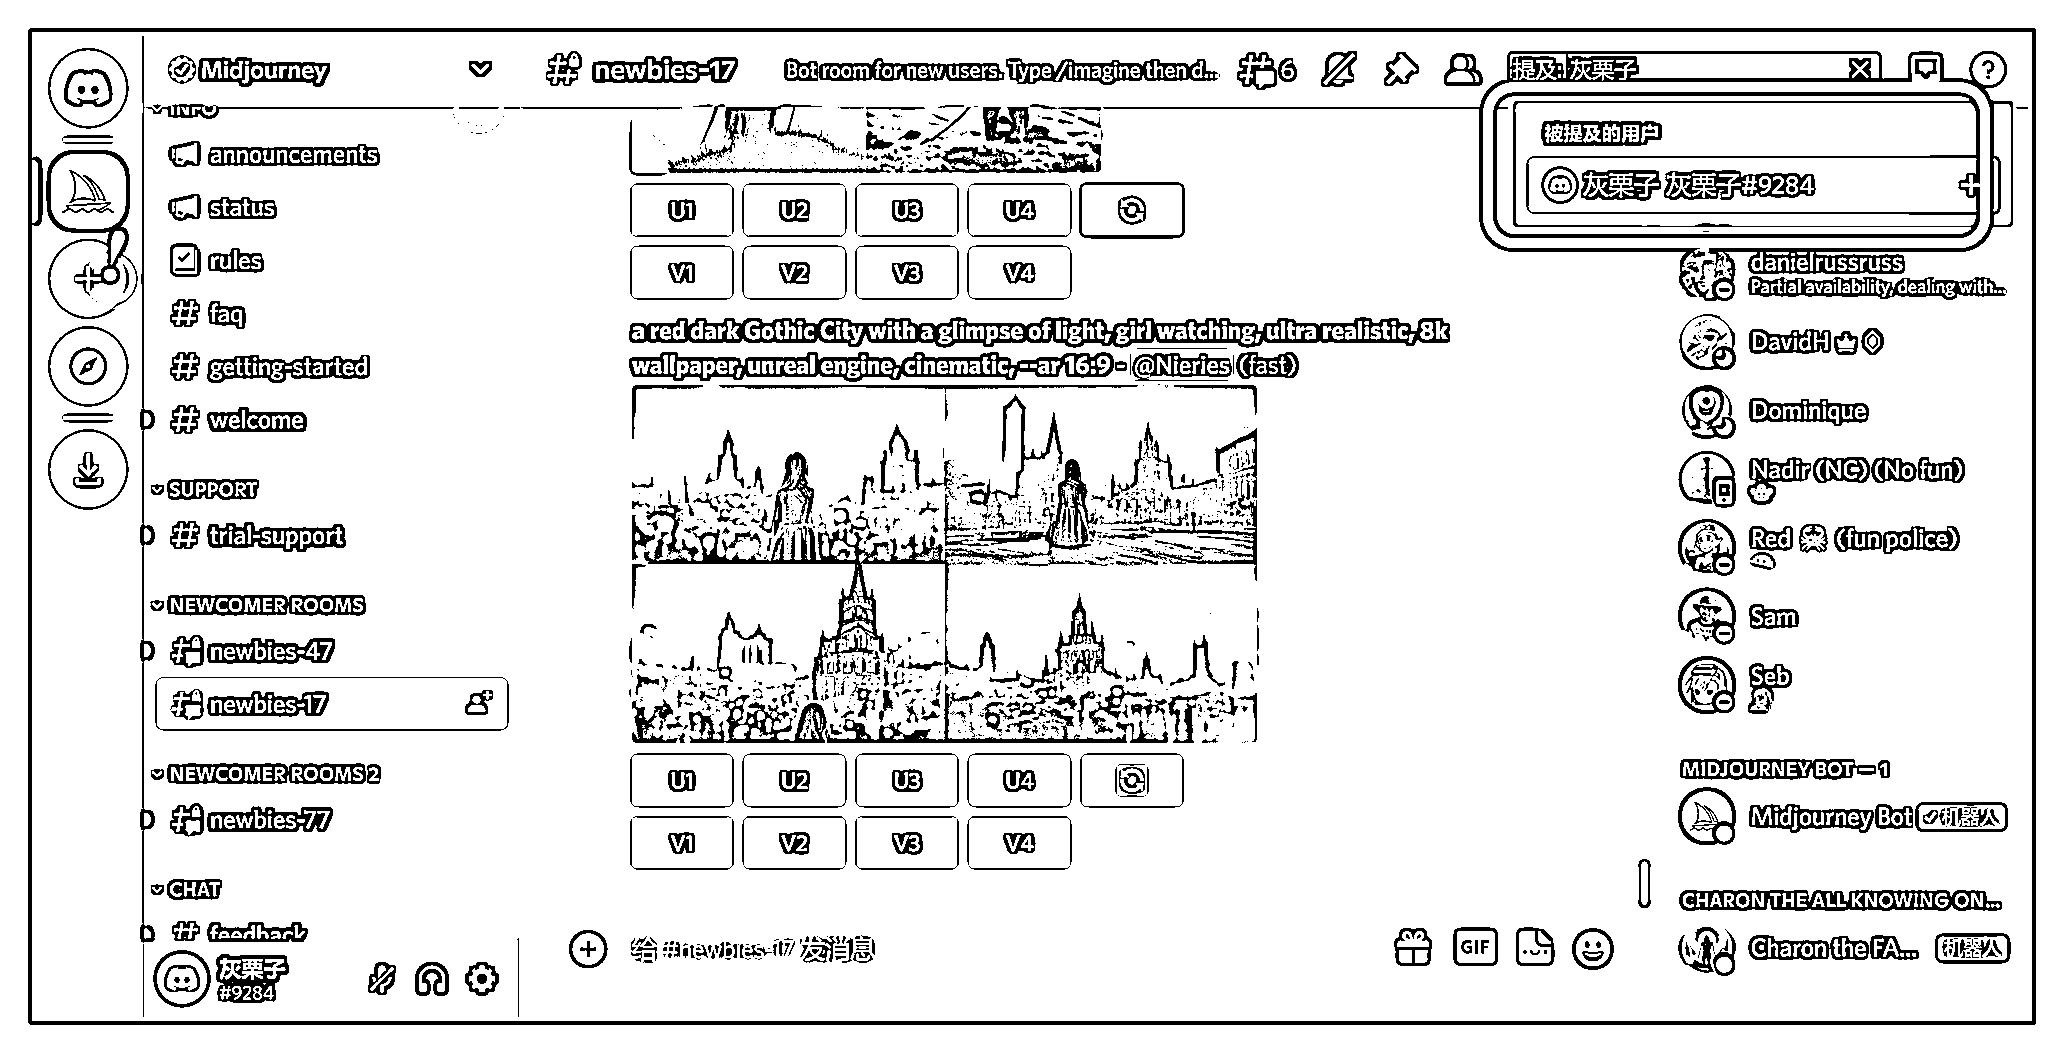 Midjourney
newbies-17
Bot room for new users. Type /imagine then d...
6
提及: 灰栗子
?
INFO
announcements
status
rules
faq
getting-started
welcome
SUPPORT
trial-support
NEWCOMER ROOMS
newbies-47
newbies-17
NEWCOMER ROOMS 2
newbies-77
CHAT
feedback
灰栗子
#9284
U1 U2 U3 U4
V1 V2 V3 V4
a red dark Gothic City with a glimpse of light, girl watching, ultra realistic, 8k
wallpaper, unreal engine, cinematic, --ar 16:9 - @Nieries (fast)
U1 U2 U3 U4
V1 V2 V3 V4
给 #newbies-17 发消息
GIF
被提及的用户
灰栗子 灰栗子#9284
danielrussruss
Partial availability, dealing with...
DavidH
Dominique
Nadir (NC) (No fun)
Red (fun police)
Sam
Seb
MIDJOURNEY BOT — 1
Midjourney Bot 机器人
CHARON THE ALL KNOWING ON...
Charon the FA... 机器人